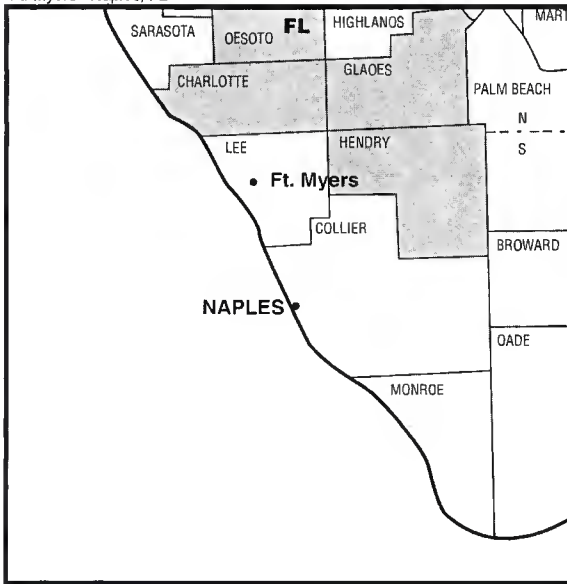 SARASOTA
OESOTO
FL
HIGHLANOS
MART
CHARLOTTE
GLAOES
PALM BEACH
N
S
LEE
HENDRY
Ft. Myers
COLLIER
BROWARD
NAPLES
OADE
MONROE